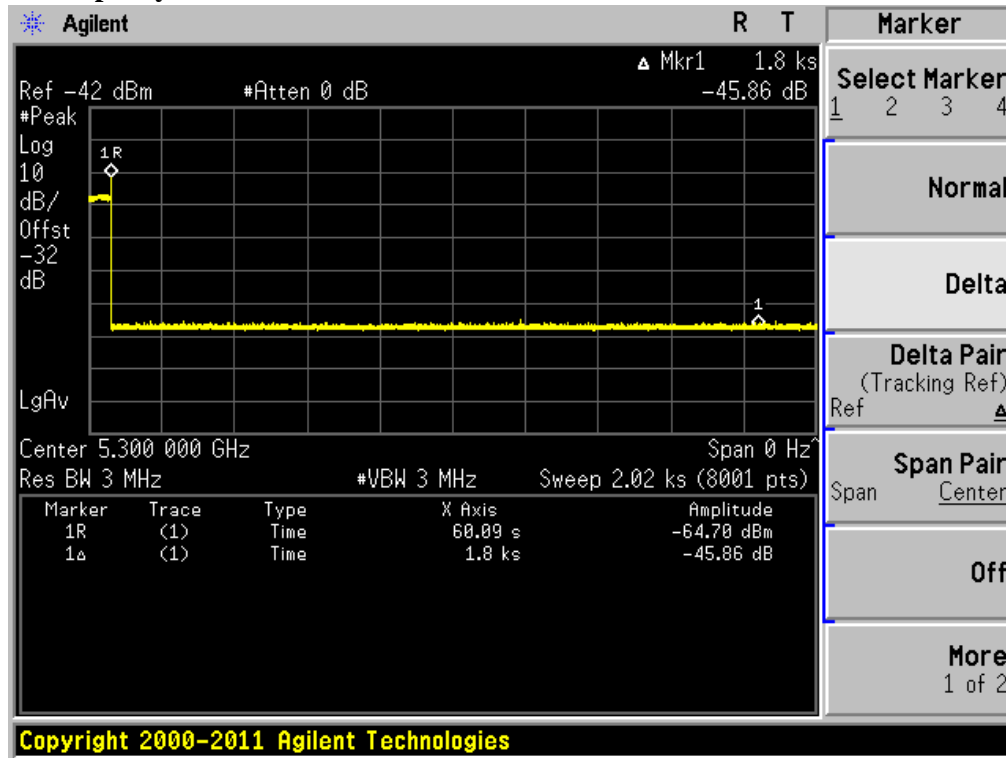 Agilent R T
△ Mkr1 1.8 ks
Ref -42 dBm #Atten 0 dB -45.86 dB
#Peak
Log
10
dB/
Offst
-32
dB
LgAv
1R
1
Center 5.300 000 GHz Span 0 Hz^
Res BW 3 MHz #VBW 3 MHz Sweep 2.02 ks (8001 pts)
Marker Trace Type X Axis Amplitude
1R (1) Time 60.09 s -64.70 dBm
1△ (1) Time 1.8 ks -45.86 dB
Marker
Select Marker
1 2 3 4
Normal
Delta
Delta Pair
(Tracking Ref)
Ref △
Span Pair
Span Center
Off
More
1 of 2
Copyright 2000-2011 Agilent Technologies